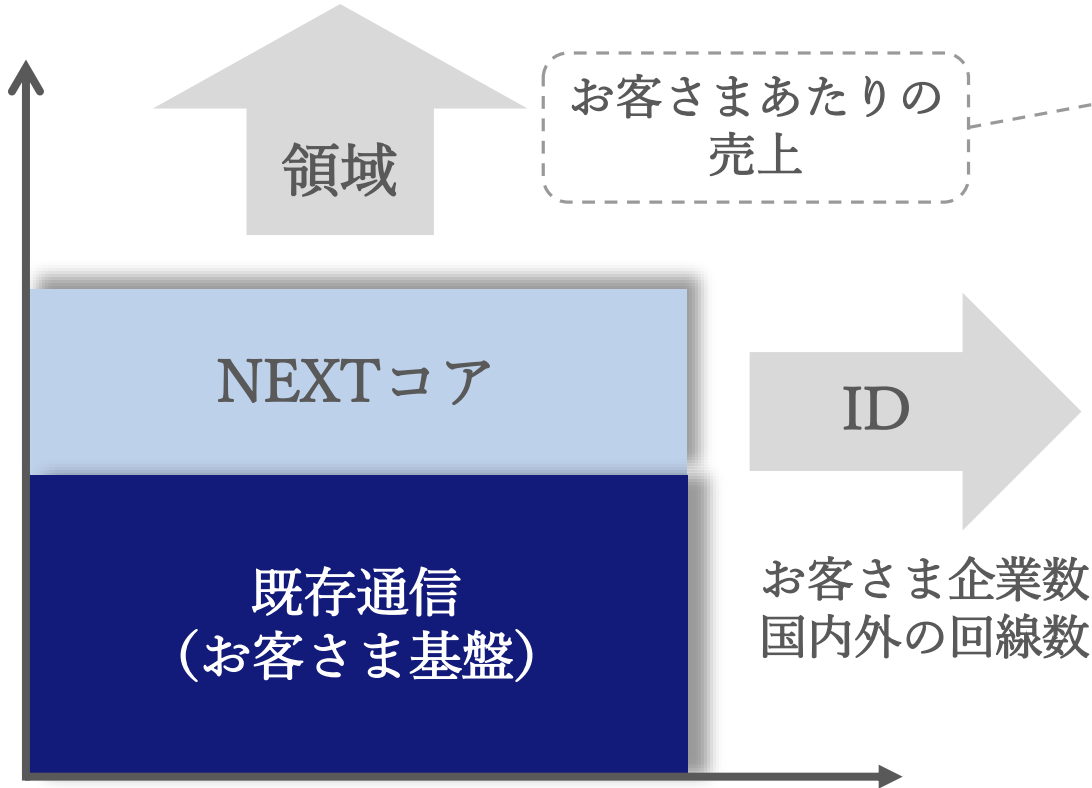 領域
お客さまあたりの
売上
NEXTコア
ID
既存通信
（お客さま基盤）
お客さま企業数
国内外の回線数